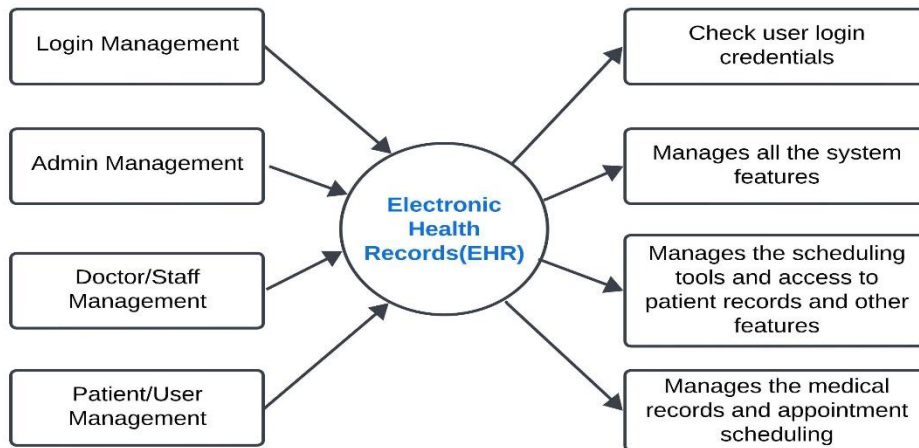 Login Management
Admin Management
Doctor/Staff
Management
Patient/User
Management
Electronic
Health
Records(EHR)
Check user login
credentials
Manages all the system
features
Manages the scheduling
tools and access to
patient records and other
features
Manages the medical
records and appointment
scheduling